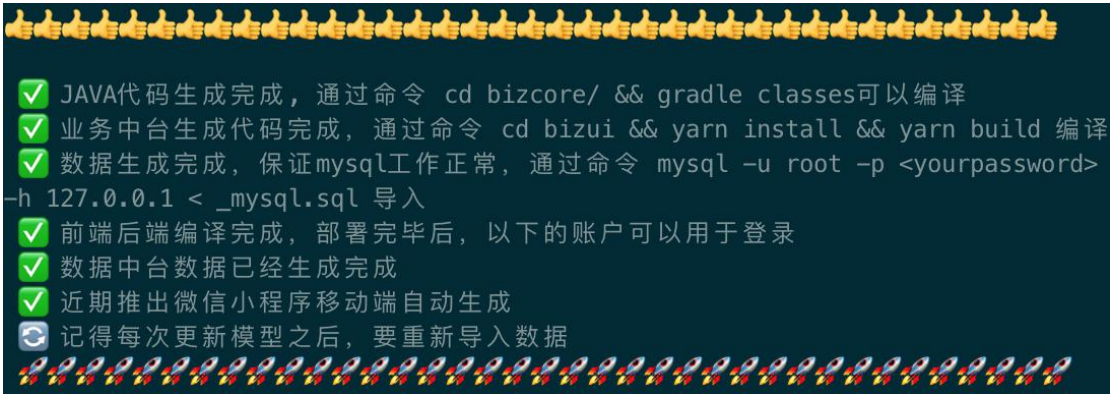 JAVA代码生成完成, 通过命令 cd bizcore/ && gradle classes可以编译
业务中台生成代码完成, 通过命令 cd bizui && yarn install && yarn build 编译
数据生成完成, 保证mysql工作正常, 通过命令 mysql -u root -p <yourpassword>
-h 127.0.0.1 < _mysql.sql 导入
前端后端编译完成, 部署完毕后, 以下的账户可以用于登录
数据中台数据已经生成完成
近期推出微信小程序移动端自动生成
记得每次更新模型之后, 要重新导入数据